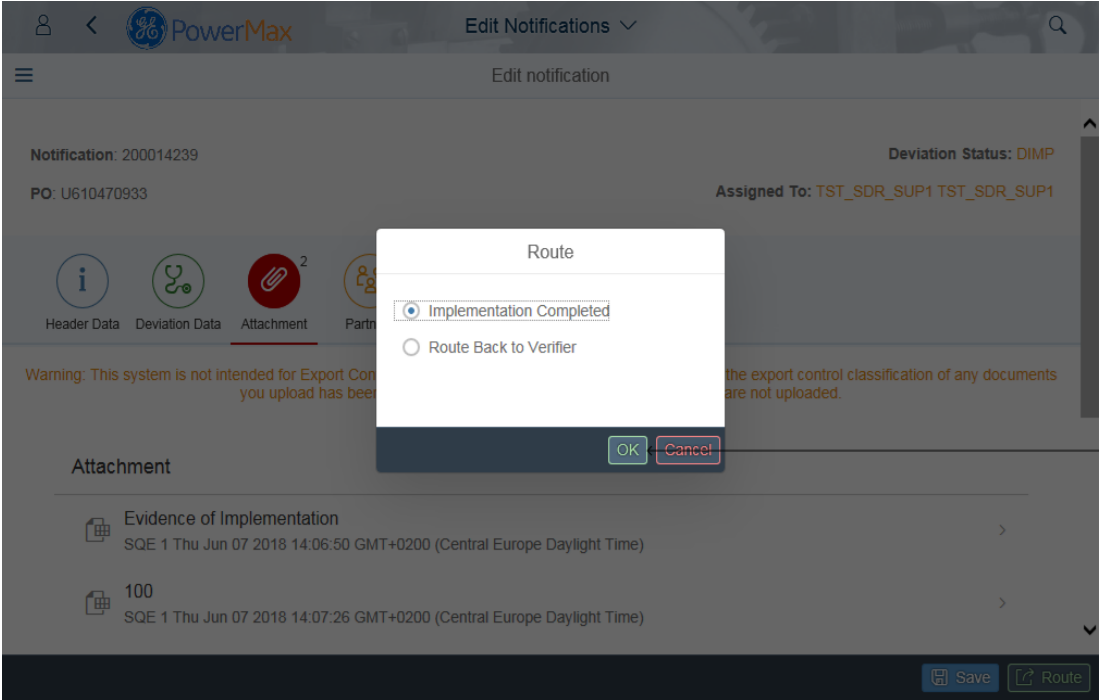 PowerMax
Edit Notifications
Edit notification
Notification: 200014239
Deviation Status: DIMP
PO: U610470933
Assigned To: TST_SDR_SUP1 TST_SDR_SUP1
2
Header Data
Deviation Data
Attachment
Partn
Route
Implementation Completed
Route Back to Verifier
OK
Cancel
Warning: This system is not intended for Export Con
the export control classification of any documents
you upload has been
are not uploaded.
Attachment
Evidence of Implementation
SQE 1 Thu Jun 07 2018 14:06:50 GMT+0200 (Central Europe Daylight Time)
100
SQE 1 Thu Jun 07 2018 14:07:26 GMT+0200 (Central Europe Daylight Time)
Save
Route